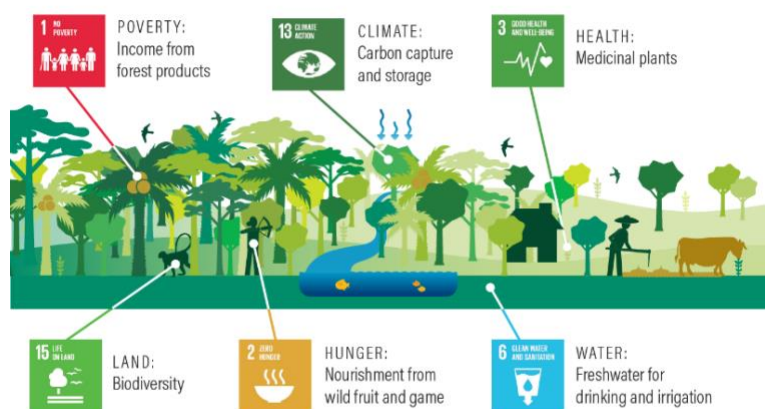 1 NO POVERTY
POVERTY:
Income from
forest products
13 CLIMATE ACTION
CLIMATE:
Carbon capture
and storage
3 GOOD HEALTH AND WELL-BEING
HEALTH:
Medicinal plants
15 LIFE ON LAND
LAND:
Biodiversity
2 ZERO HUNGER
HUNGER:
Nourishment from
wild fruit and game
6 CLEAN WATER AND SANITATION
WATER:
Freshwater for
drinking and irrigation